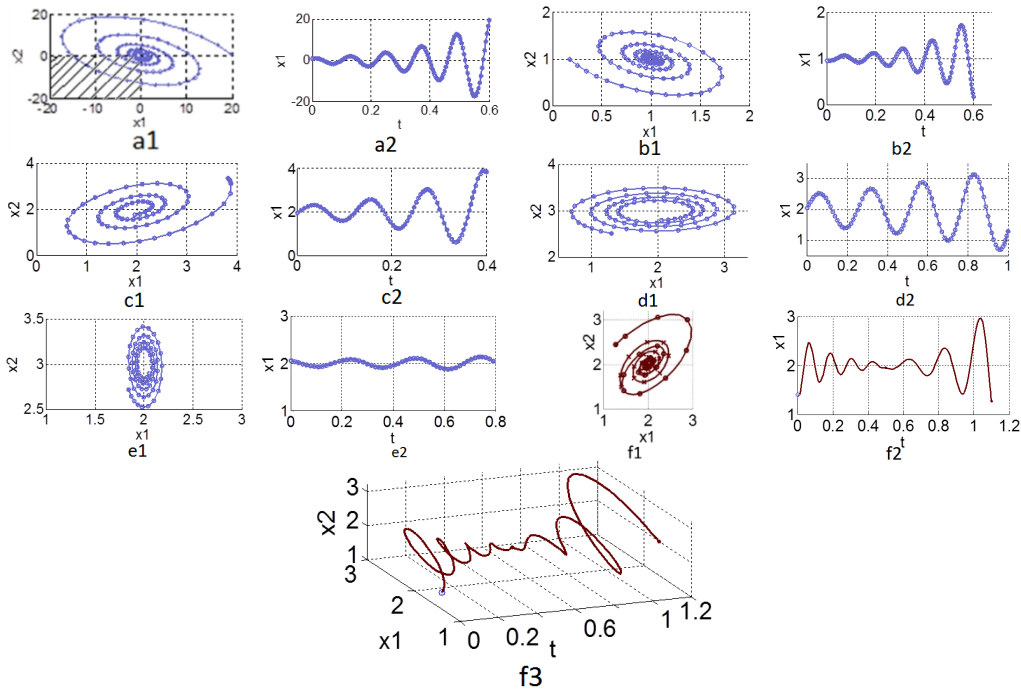 20 20 2 2
x2 0 x1 0 x2 1 x1 1
-20 -20 0 0
-20 -10 0 10 20 0 0.2 0.4 0.6 0 0.5 1 1.5 2 0 0.2 0.4 0.6
x1 t x1 t
a1 a2 b1 b2
4 4 4
x2 2 x1 2 x2 3 x1 3 2 1
0 0 2
0 1 2 3 4 0 0.2 0.4 1 2 3 0 0.2 0.4 0.6 0.8 1
x1 t x1 t
c1 c2 d1 d2
3.5 3 3 3
x2 3 x1 2 x2 2 x1 2
2.5 1 1 1
1 2 3 0 0.2 0.4 0.6 0.8 1 2 3 0 0.2 0.4 0.6 0.8 1 1.2
x1 t x1 t
e1 e2 f1 f2
3
x2 2
1
3
2
x1 1 0 0.2 t 0.6 1 1.2
f3